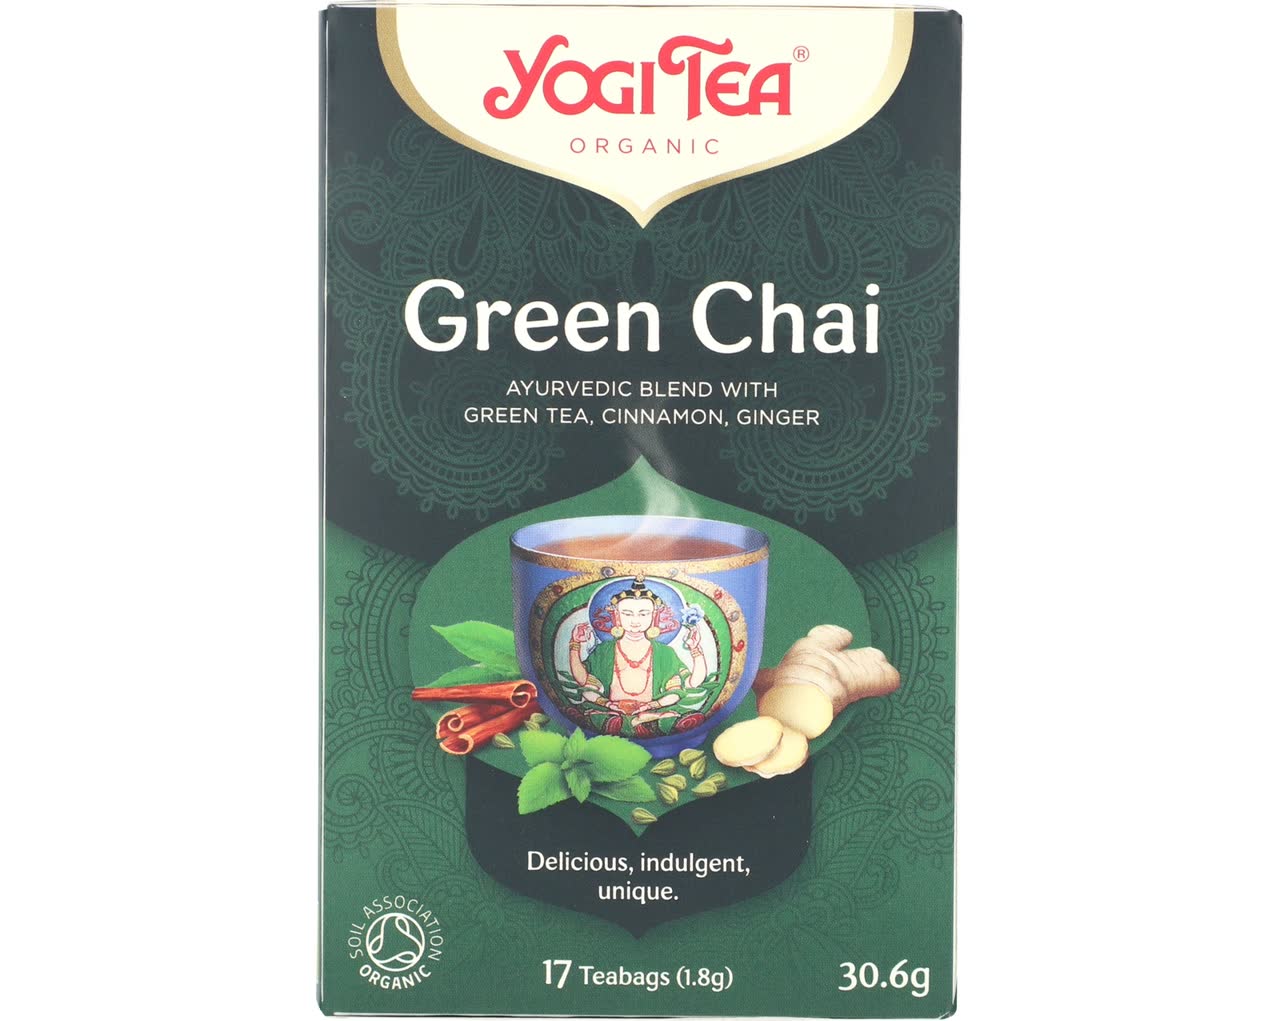 YOGI TEA®
ORGANIC
Green Chai
AYURVEDIC BLEND WITH
GREEN TEA, CINNAMON, GINGER
Delicious, indulgent,
unique.
SOIL ASSOCIATION
ORGANIC
17 Teabags (1.8g)
30.6g